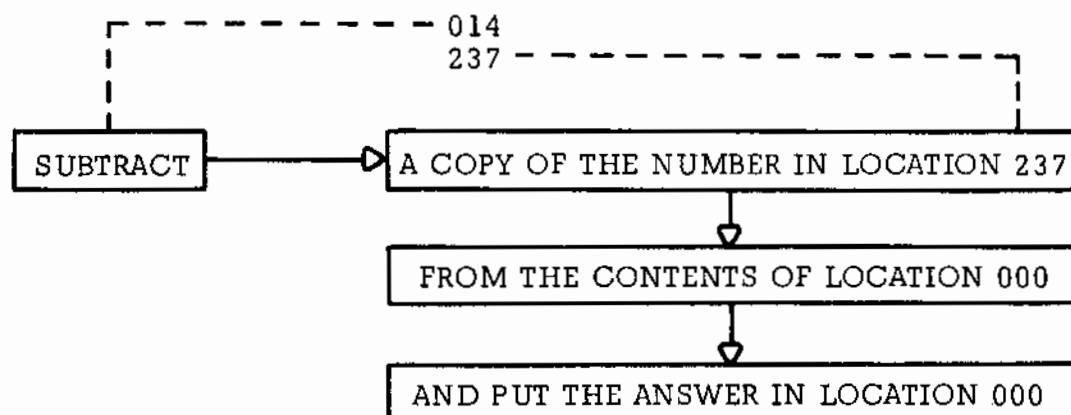 014
237
SUBTRACT
A COPY OF THE NUMBER IN LOCATION 237
FROM THE CONTENTS OF LOCATION 000
AND PUT THE ANSWER IN LOCATION 000